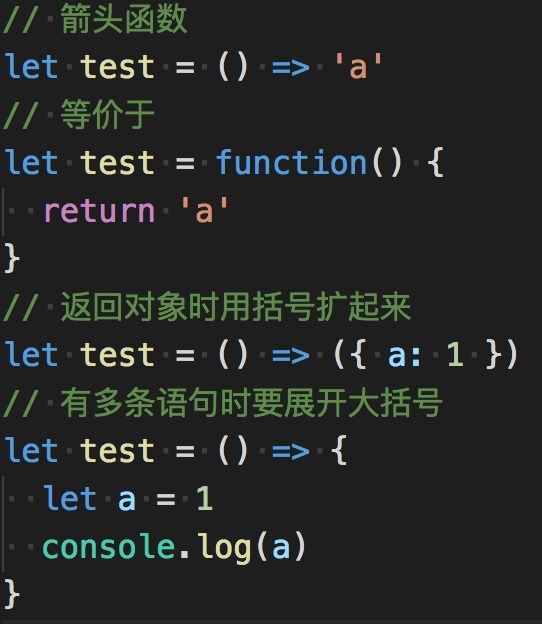 // 箭头函数
let test = () => 'a'
// 等价于
let test = function() {
  return 'a'
}
// 返回对象时用括号扩起来
let test = () => ({ a: 1 })
// 有多条语句时要展开大括号
let test = () => {
  let a = 1
  console.log(a)
}